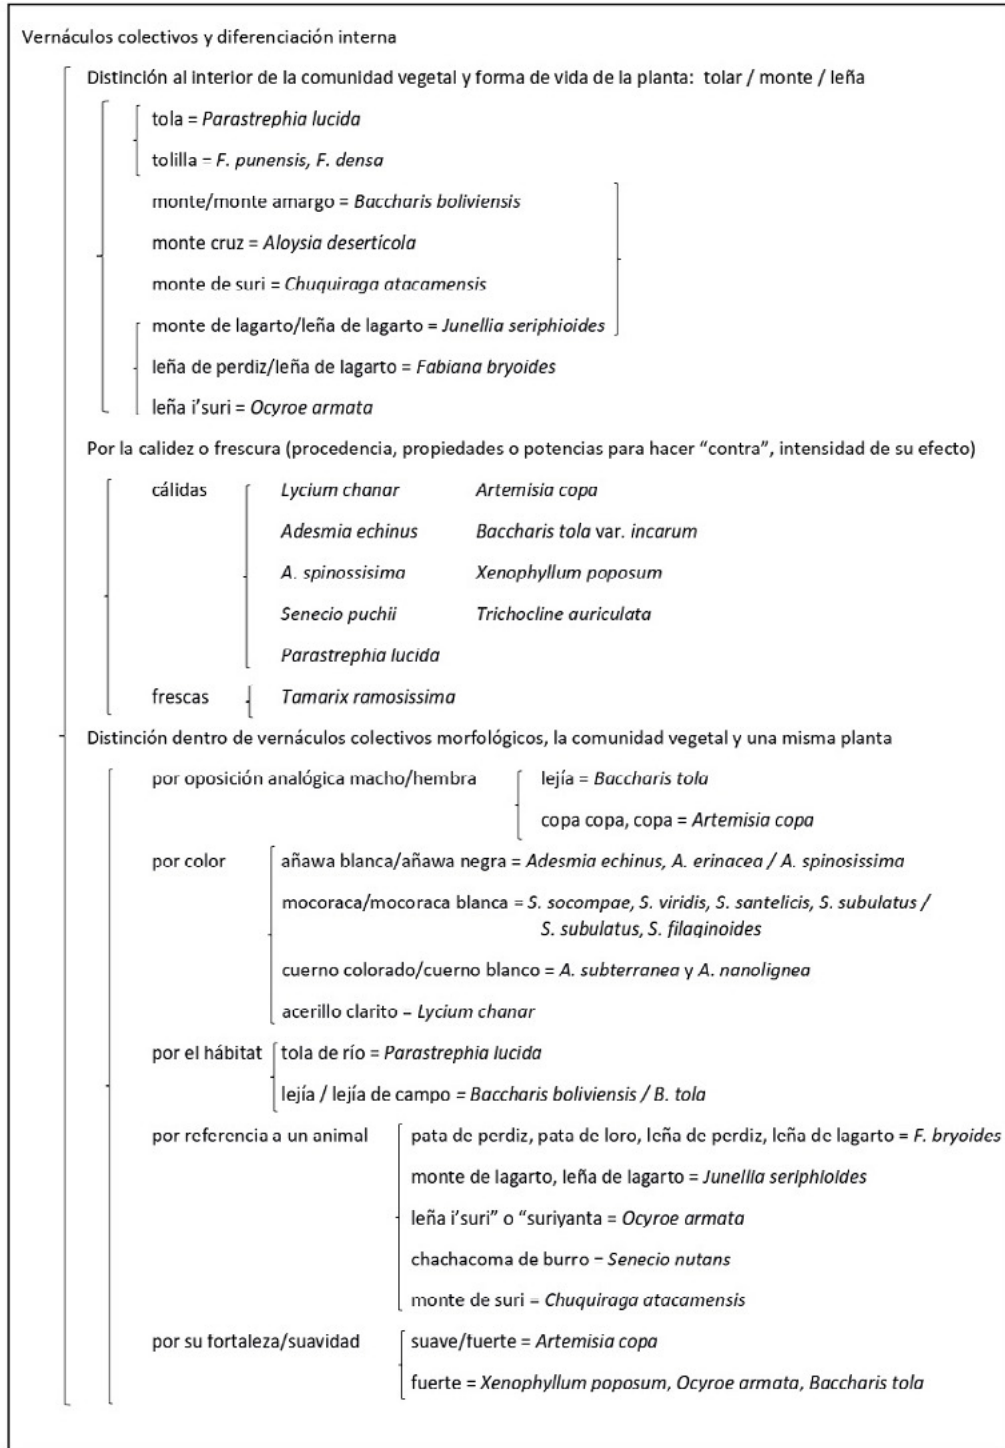 Vernáculos colectivos y diferenciación interna
Distinción al interior de la comunidad vegetal y forma de vida de la planta: tolar / monte / leña
tola = Parastrephia lucida
tolilla = F. punensis, F. densa
monte/monte amargo = Baccharis boliviensis
monte cruz = Aloysia desertícola
monte de suri = Chuquiraga atacamensis
monte de lagarto/leña de lagarto = Junellia seriphioides
leña de perdiz/leña de lagarto = Fabiana bryoides
leña i'suri = Ocyroe armata
Por la calidez o frescura (procedencia, propiedades o potencias para hacer “contra”, intensidad de su efecto)
cálidas Lycium chanar Artemisia copa
Adesmia echinus Baccharis tola var. incarum
A. spinossisima Xenophyllum poposum
Senecio puchii Trichocline auriculata
Parastrephia lucida
frescas Tamarix ramosissima
Distinción dentro de vernáculos colectivos morfológicos, la comunidad vegetal y una misma planta
por oposición analógica macho/hembra lejía = Baccharis tola
copa copa, copa = Artemisia copa
por color añawa blanca/añawa negra = Adesmia echinus, A. erinacea / A. spinosissima
mocoraca/mocoraca blanca = S. socompae, S. viridis, S. santelicis, S. subulatus /
S. subulatus, S. filaginoides
cuerno colorado/cuerno blanco = A. subterranea y A. nanolignea
acerillo clarito = Lycium chanar
por el hábitat tola de río = Parastrephia lucida
lejía / lejía de campo = Baccharis boliviensis / B. tola
por referencia a un animal pata de perdiz, pata de loro, leña de perdiz, leña de lagarto = F. bryoides
monte de lagarto, leña de lagarto = Junellia seriphioides
leña i'suri” o “suriyanta = Ocyroe armata
chachacoma de burro = Senecio nutans
monte de suri = Chuquiraga atacamensis
por su fortaleza/suavidad suave/fuerte = Artemisia copa
fuerte = Xenophyllum poposum, Ocyroe armata, Baccharis tola